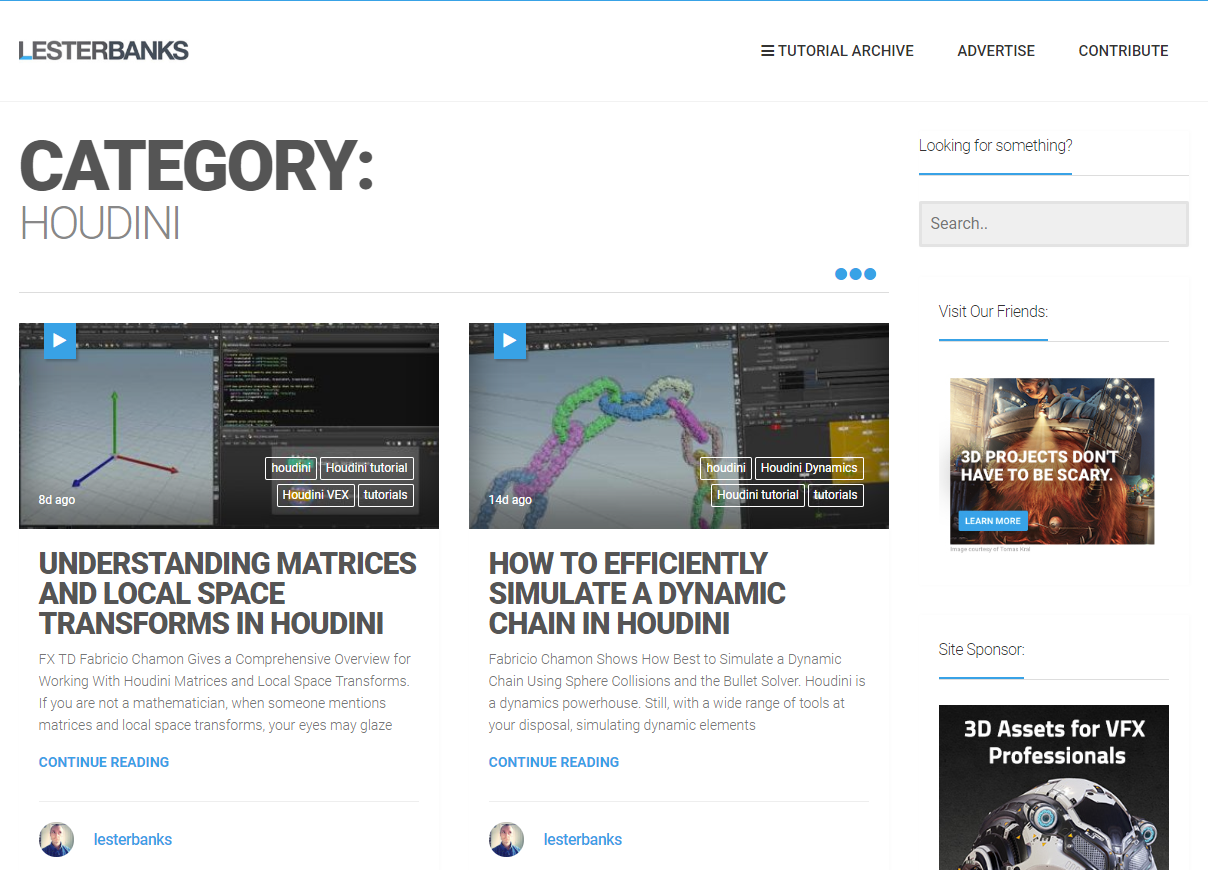 LESTERBANKS
TUTORIAL ARCHIVE
ADVERTISE
CONTRIBUTE
CATEGORY:
HOUDINI
8d ago
houdini
Houdini tutorial
Houdini VEX
tutorials
UNDERSTANDING MATRICES
AND LOCAL SPACE
TRANSFORMS IN HOUDINI
FX TD Fabricio Chamon Gives a Comprehensive Overview for
Working With Houdini Matrices and Local Space Transforms.
If you are not a mathematician, when someone mentions
matrices and local space transforms, your eyes may glaze
CONTINUE READING
lesterbanks
14d ago
houdini
Houdini Dynamics
Houdini tutorial
tutorials
HOW TO EFFICIENTLY
SIMULATE A DYNAMIC
CHAIN IN HOUDINI
Fabricio Chamon Shows How Best to Simulate a Dynamic
Chain Using Sphere Collisions and the Bullet Solver. Houdini is
a dynamics powerhouse. Still, with a wide range of tools at
your disposal, simulating dynamic elements
CONTINUE READING
lesterbanks
Looking for something?
Search..
Visit Our Friends:
3D PROJECTS DON'T
HAVE TO BE SCARY.
LEARN MORE
Image courtesy of Tomas Kral
Site Sponsor:
3D Assets for VFX
Professionals